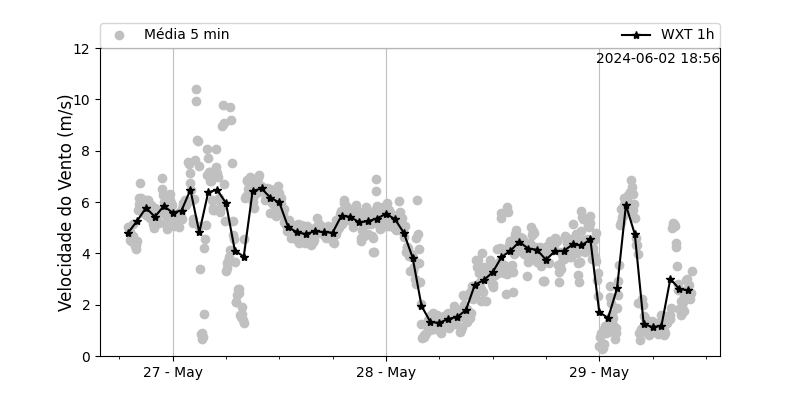 Média 5 min
WXT 1h
2024-06-02 18:56
Velocidade do Vento (m/s)
12
10
8
6
4
2
0
27 - May
28 - May
29 - May